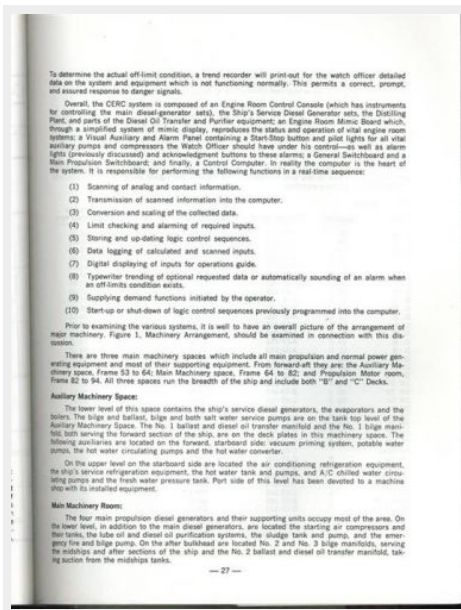 To determine the actual off-limit condition, a trend recorder will print-out for the watch officer detailed
data on the system and equipment which is not functioning normally. This permits a correct, prompt,
and assured response to danger signals.
Overall, the CERC system is composed of an Engine Room Control Console (which has instruments
for controlling the main diesel-generator sets), the Ship's Service Diesel Generator sets, the Distilling
Plant, and parts of the Diesel Oil Transfer and Purifier equipment; an Engine Room Mimic Board which,
through a simplified system of mimic display, reproduces the status and operation of vital engine room
systems; a Visual Auxiliary and Alarm Panel containing a Start-Stop button and pilot lights for all vital
auxiliary pumps and compressors the Watch Officer should have under his control—as well as alarm
lights (previously discussed) and acknowledgment buttons to these alarms; a General Switchboard and a
Main Propulsion Switchboard; and finally, a Control Computer. In reality the computer is the heart of
the system. It is responsible for performing the following functions in a real-time sequence:
(1) Scanning of analog and contact information.
(2) Transmission of scanned information into the computer.
(3) Conversion and scaling of the collected data.
(4) Limit checking and alarming of required inputs.
(5) Storing and up-dating logic control sequences.
(6) Data logging of calculated and scanned inputs.
(7) Digital displaying of inputs for operations guide.
(8) Typewriter trending of optional requested data or automatically sounding of an alarm when
an off-limits condition exists.
(9) Supplying demand functions initiated by the operator.
(10) Start-up or shut-down of logic control sequences previously programmed into the computer.
Prior to examining the various systems, it is well to have an overall picture of the arrangement of
major machinery. Figure 1, Machinery Arrangement, should be examined in connection with this dis-
cussion.
There are three main machinery spaces which include all main propulsion and normal power gen-
erating equipment and most of their supporting equipment. From forward-aft they are: the Auxiliary Ma-
chinery space, Frame 53 to 64; Main Machinery space, Frame 64 to 82; and Propulsion Motor room,
Frame 82 to 94. All three spaces run the breadth of the ship and include both "B" and "C" Decks.
Auxiliary Machinery Space:
The lower level of this space contains the ship's service diesel generators, the evaporators and the
boilers. The bilge and ballast, bilge and both salt water service pumps are on the tank top level of the
Auxiliary Machinery Space. The No. 1 ballast and diesel oil transfer manifold and the No. 1 bilge mani-
fold, both serving the forward section of the ship, are on the deck plates in this machinery space. The
following auxiliaries are located on the forward, starboard side: vacuum priming system, potable water
pumps, the hot water circulating pumps and the hot water converter.
On the upper level on the starboard side are located the air conditioning refrigeration equipment,
the ship's service refrigeration equipment, the hot water tank and pumps, and A/C chilled water circu-
lating pumps and the fresh water pressure tank. Port side of this level has been devoted to a machine
shop with its installed equipment.
Main Machinery Room:
The four main propulsion diesel generators and their supporting units occupy most of the area. On
the lower level, in addition to the main diesel generators, are located the starting air compressors and
their tanks, the lube oil and diesel oil purification systems, the sludge tank and pump, and the emer-
gency fire and bilge pump. On the after bulkhead are located No. 2 and No. 3 bilge manifolds, serving
the midships and after sections of the ship and the No. 2 ballast and diesel oil transfer manifold, tak-
ing suction from the midships tanks.
— 27 —